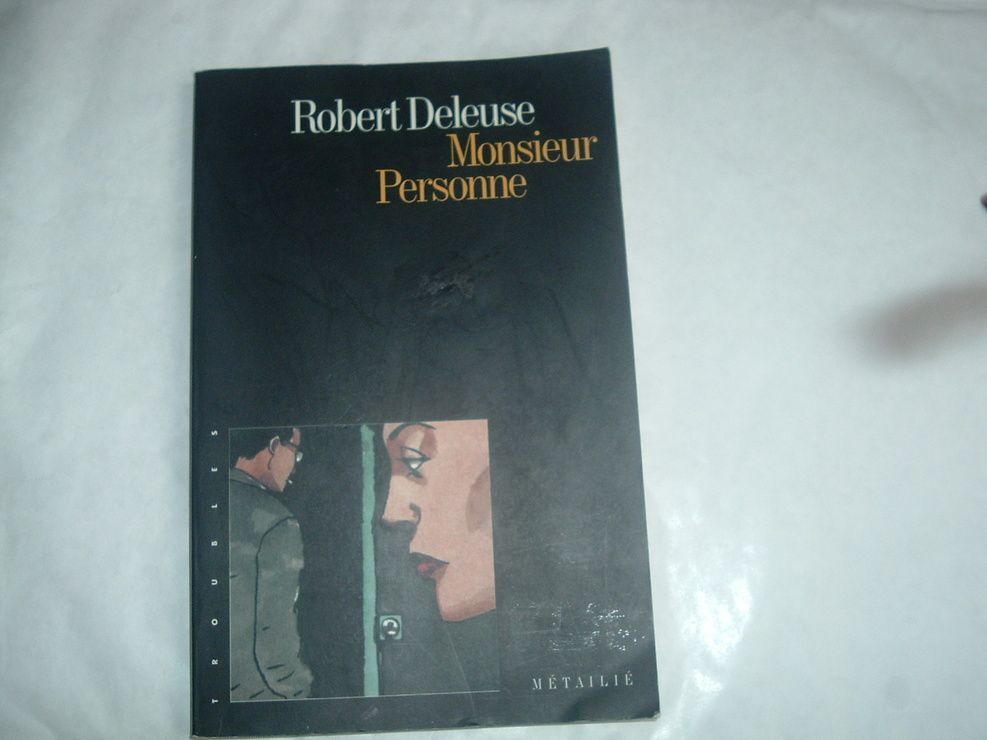 Robert Deleuse
Monsieur
Personne
TROUBLES
MÉTAILIÉ